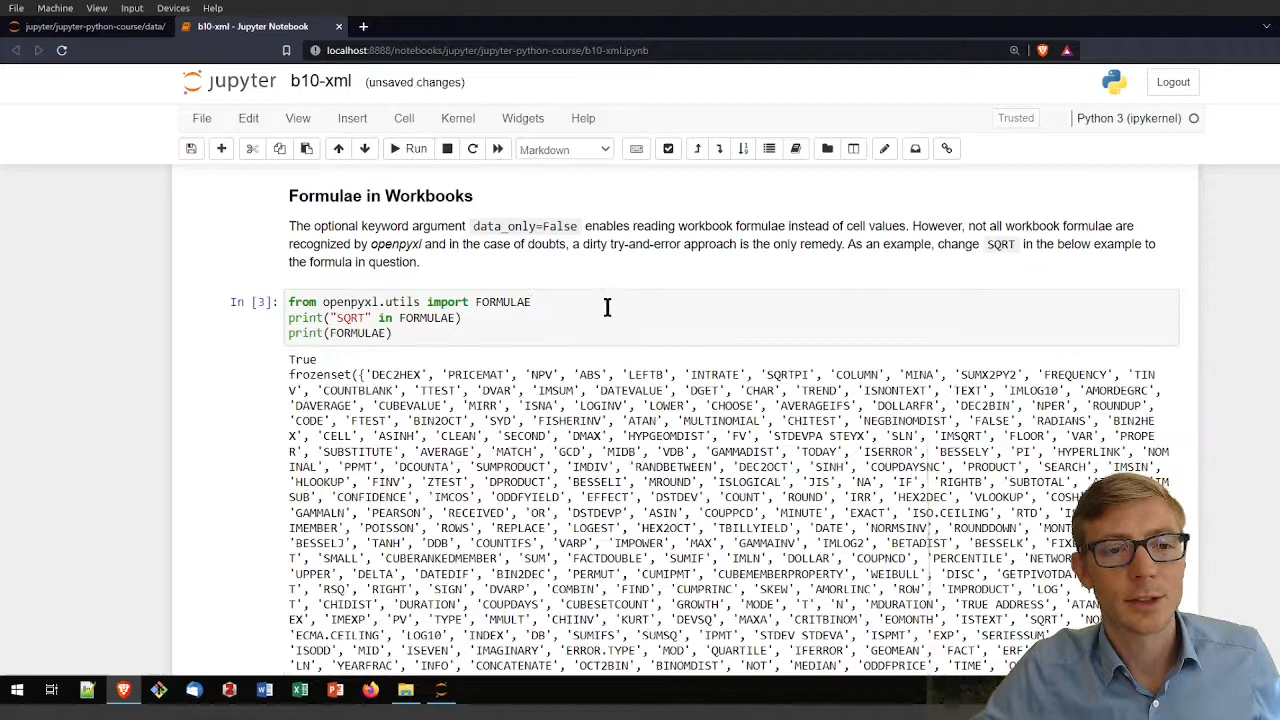 File Machine View Input Devices Help
jupyter/jupyter-python-course/data/ b10-xml - Jupyter Notebook
localhost:8888/notebooks/jupyter/jupyter-python-course/b10-xml.ipynb
jupyter b10-xml (unsaved changes) Logout
File Edit View Insert Cell Kernel Widgets Help Trusted Python 3 (ipykernel)
Run Markdown
Formulae in Workbooks
The optional keyword argument data_only=False enables reading workbook formulae instead of cell values. However, not all workbook formulae are
recognized by openpyxl and in the case of doubts, a dirty try-and-error approach is the only remedy. As an example, change SQRT in the below example to
the formula in question.
In [3]: from openpyxl.utils import FORMULAE
print("SQRT" in FORMULAE)
print(FORMULAE)
True
frozenset({'DEC2HEX', 'PRICEMAT', 'NPV', 'ABS', 'LEFTB', 'INTRATE', 'SQRTPI', 'COLUMN', 'MINA', 'SUMX2PY2', 'FREQUENCY', 'TIN
V', 'COUNTBLANK', 'TTEST', 'DVAR', 'IMSUM', 'DATEVALUE', 'DGET', 'CHAR', 'TREND', 'ISNONTEXT', 'TEXT', 'IMLOG10', 'AMORDEGRC',
'DAVERAGE', 'CUBEVALUE', 'MIRR', 'ISNA', 'LOGINV', 'LOWER', 'CHOOSE', 'AVERAGEIFS', 'DOLLARFR', 'DEC2BIN', 'NPER', 'ROUNDUP',
'CODE', 'FTEST', 'BIN2OCT', 'SYD', 'FISHERINV', 'ATAN', 'MULTINOMIAL', 'CHITEST', 'NEGBINOMDIST', 'FALSE', 'RADIANS', 'BIN2HE
X', 'CELL', 'ASINH', 'CLEAN', 'SECOND', 'DMAX', 'HYPGEOMDIST', 'FV', 'STDEVPA STEYX', 'SLN', 'IMSQRT', 'FLOOR', 'VAR', 'PROPE
R', 'SUBSTITUTE', 'AVERAGE', 'MATCH', 'GCD', 'MIDB', 'VDB', 'GAMMADIST', 'TODAY', 'ISERROR', 'BESSELY', 'PI', 'HYPERLINK', 'NOM
INAL', 'PPMT', 'DCOUNTA', 'SUMPRODUCT', 'IMDIV', 'RANDBETWEEN', 'DEC2OCT', 'SINH', 'COUPDAYSNC', 'PRODUCT', 'SEARCH', 'IMSIN',
'HLOOKUP', 'FINV', 'ZTEST', 'DPRODUCT', 'BESSELI', 'MROUND', 'ISLOGICAL', 'JIS', 'NA', 'IF', 'RIGHTB', 'SUBTOTAL',
SUB', 'CONFIDENCE', 'IMCOS', 'ODDFYIELD', 'EFFECT', 'DSTDEV', 'COUNT', 'ROUND', 'IRR', 'HEX2DEC', 'VLOOKUP',
'GAMMALN', 'PEARSON', 'RECEIVED', 'OR', 'DSTDEVP', 'ASIN', 'COUPPCD', 'MINUTE', 'EXACT', 'ISO.CEILING', 'RTD',
IMEMBER', 'POISSON', 'ROWS', 'REPLACE', 'LOGEST', 'HEX2OCT', 'TBILLYIELD', 'DATE', 'NORMSINV', 'ROUNDDOWN',
'BESSELJ', 'TANH', 'DDB', 'COUNTIFS', 'VARP', 'IMPOWER', 'MAX', 'GAMMAINV', 'IMLOG2', 'BETADIST', 'BESSELK',
T', 'SMALL', 'CUBERANKEDMEMBER', 'SUM', 'FACTDOUBLE', 'SUMIF', 'IMLN', 'DOLLAR', 'COUPNCD', 'PERCENTILE',
'UPPER', 'DELTA', 'DATEDIF', 'BIN2DEC', 'PERMUT', 'CUMIPMT', 'CUBEMEMBERPROPERTY', 'WEIBULL', 'DISC',
T', 'RSQ', 'RIGHT', 'SIGN', 'DVARP', 'COMBIN', 'FIND', 'CUMPRINC', 'SKEW', 'AMORLINC', 'ROW', 'IMPRODUCT', 'LOG',
T', 'CHIDIST', 'DURATION', 'COUPDAYS', 'CUBESETCOUNT', 'GROWTH', 'MODE', 'T', 'N', 'MDURATION', 'TRUE ADDRESS',
EX', 'IMEXP', 'PV', 'TYPE', 'MMULT', 'CHIINV', 'KURT', 'DEVSQ', 'MAXA', 'CRITBINOM', 'EOMONTH', 'ISTEXT', 'SQRT',
'ECMA.CEILING', 'LOG10', 'INDEX', 'DB', 'SUMIFS', 'SUMSQ', 'IPMT', 'STDEV STDEVA', 'ISPMT', 'EXP', 'SERIESSUM',
'ISODD', 'MID', 'ISEVEN', 'IMAGINARY', 'ERROR.TYPE', 'MOD', 'QUARTILE', 'IFERROR', 'GEOMEAN', 'FACT',
'LN', 'YEARFRAC', 'INFO', 'CONCATENATE', 'OCT2BIN', 'BINOMDIST', 'NOT', 'MEDIAN', 'ODDFPRICE', 'TIME',